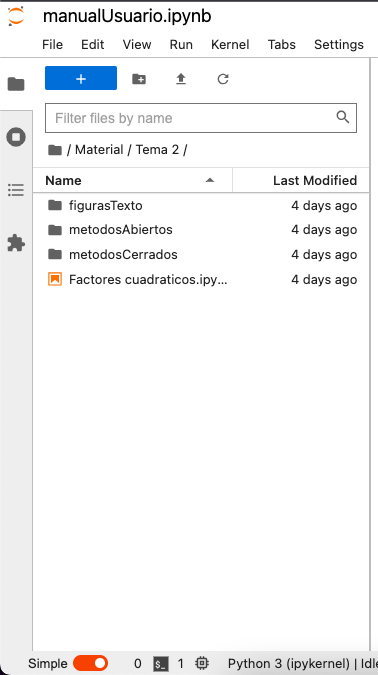 manualUsuario.ipynb
File Edit View Run Kernel Tabs Settings
Filter files by name
/ Material / Tema 2 /
Name Last Modified
figurasTexto 4 days ago
metodosAbiertos 4 days ago
metodosCerrados 4 days ago
Factores cuadraticos.ipy... 4 days ago
Simple 0 $_ 1 Python 3 (ipykernel) | Idle